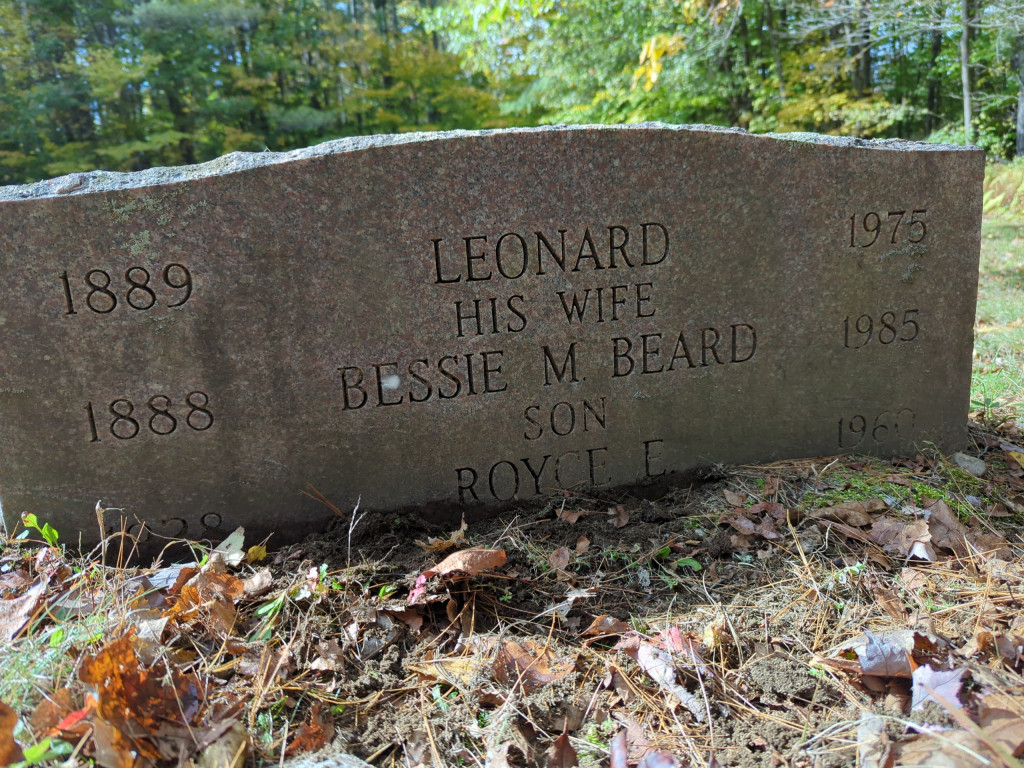 1889 LEONARD 1975
HIS WIFE
1888 BESSIE M. BEARD 1985
SON
ROYCE E.